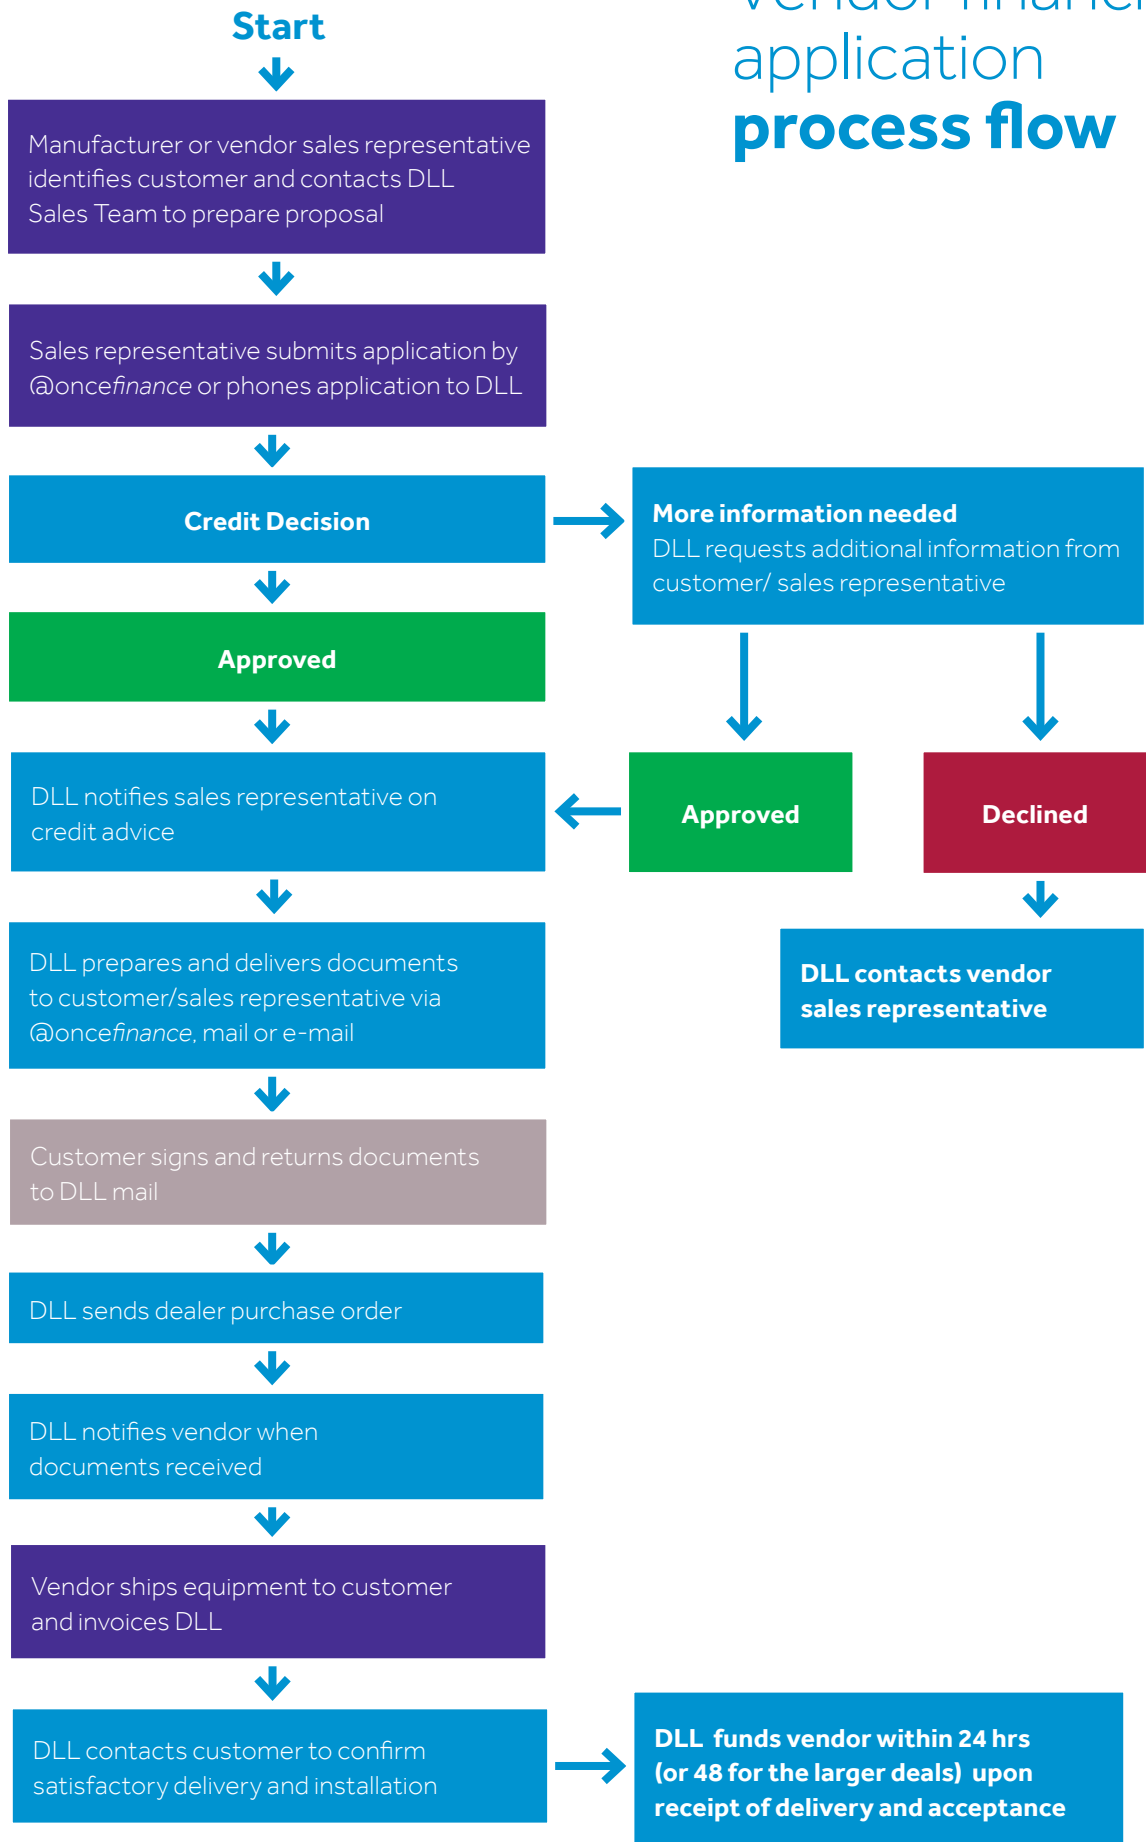 Start
application
process flow
Manufacturer or vendor sales representative
identifies customer and contacts DLL
Sales Team to prepare proposal
Sales representative submits application by
@oncefinance or phones application to DLL
Credit Decision
More information needed
DLL requests additional information from
customer/ sales representative
Approved
DLL notifies sales representative on
credit advice
Approved
Declined
DLL prepares and delivers documents
to customer/sales representative via
@oncefinance, mail or e-mail
DLL contacts vendor
sales representative
Customer signs and returns documents
to DLL mail
DLL sends dealer purchase order
DLL notifies vendor when
documents received
Vendor ships equipment to customer
and invoices DLL
DLL contacts customer to confirm
satisfactory delivery and installation
DLL funds vendor within 24 hrs
(or 48 for the larger deals) upon
receipt of delivery and acceptance